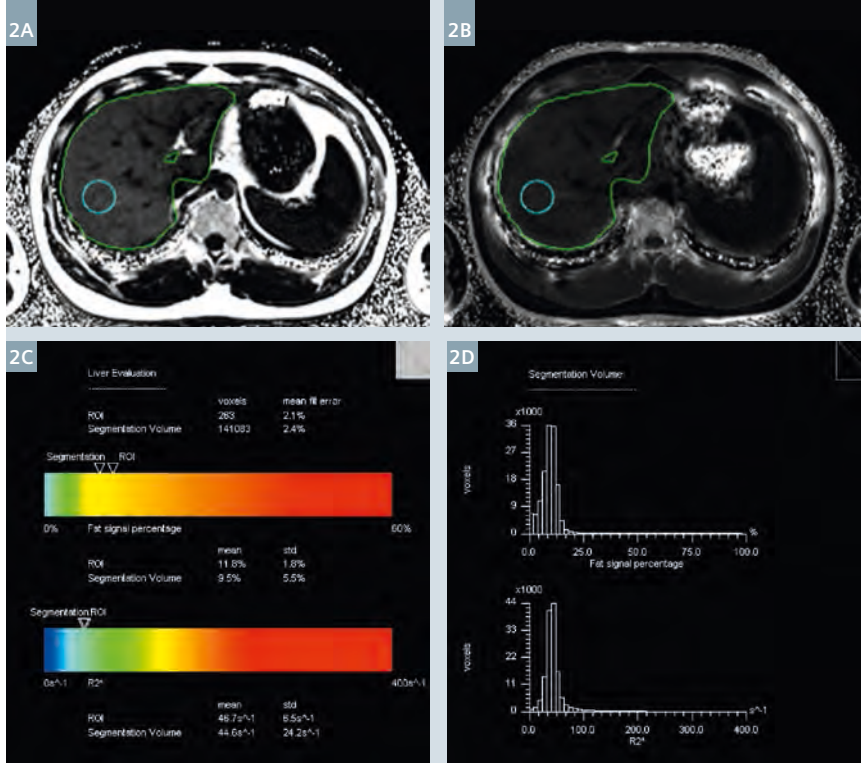 2A
2B
2C
Liver Evaluation
voxels mean fit error
ROI 263 2.1%
Segmentation Volume 141083 2.4%
Segmentation ROI
0% Fat signal percentage 60%
mean std
ROI 11.8% 1.8%
Segmentation Volume 9.5% 5.5%
Segmentation ROI
0s^-1 R2* 400s^-1
mean std
ROI 46.7s^-1 6.5s^-1
Segmentation Volume 44.6s^-1 24.2s^-1
2D
Segmentation Volume
x1000
36
27
18
9
0
voxels
%
0.0 25.0 50.0 75.0 100.0
Fat signal percentage
x1000
44
33
22
11
0
voxels
s^-1
0.0 100.0 200.0 300.0 400.0
R2*